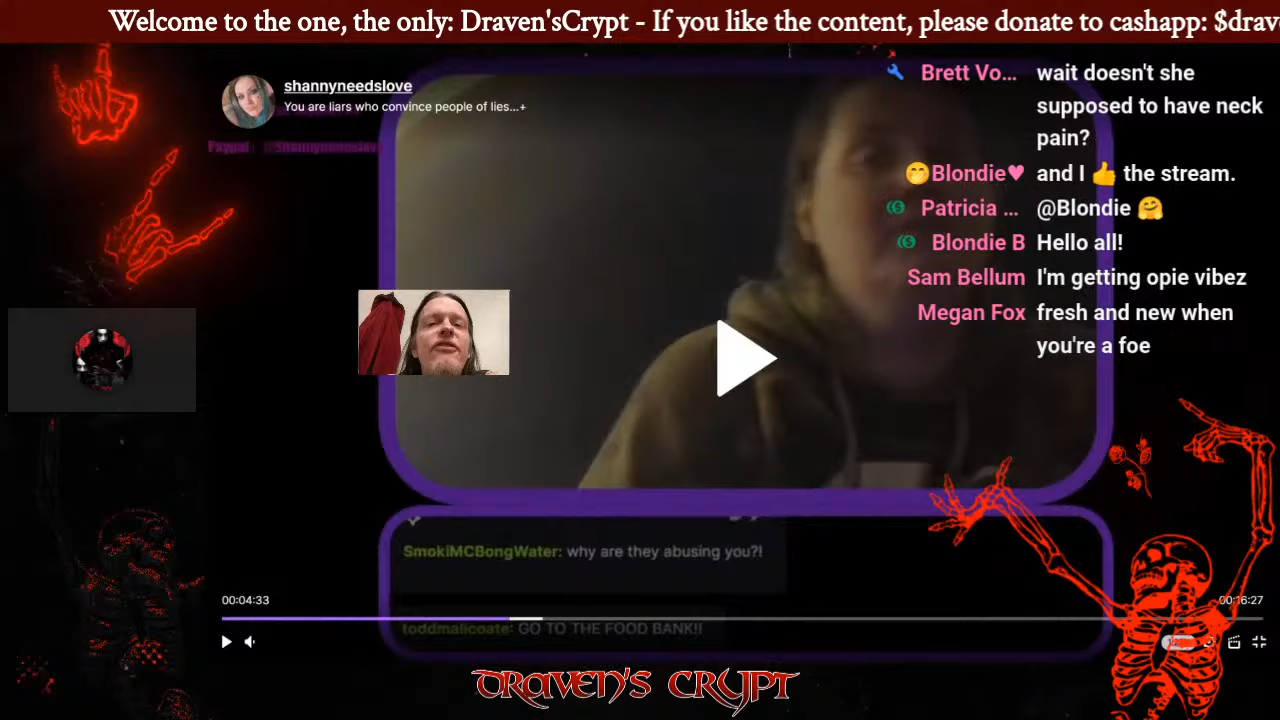 Welcome to the one, the only: Draven'sCrypt - If you like the content, please donate to cashapp: $drav
shannyneedslove
You are liars who convince people of lies...+
Paypal: @Shannyneedslove
Brett Vo... wait doesn't she
supposed to have neck
pain?
🤭Blondie♥ and I 👍 the stream.
Patricia ... @Blondie 🤗
Blondie B Hello all!
Sam Bellum I'm getting opie vibez
Megan Fox fresh and new when
you're a foe
SmokiMCBongWater: why are they abusing you?!
00:04:33
00:16:27
toddmalicoate: GO TO THE FOOD BANK!!
DRAVEN'S CRYPT